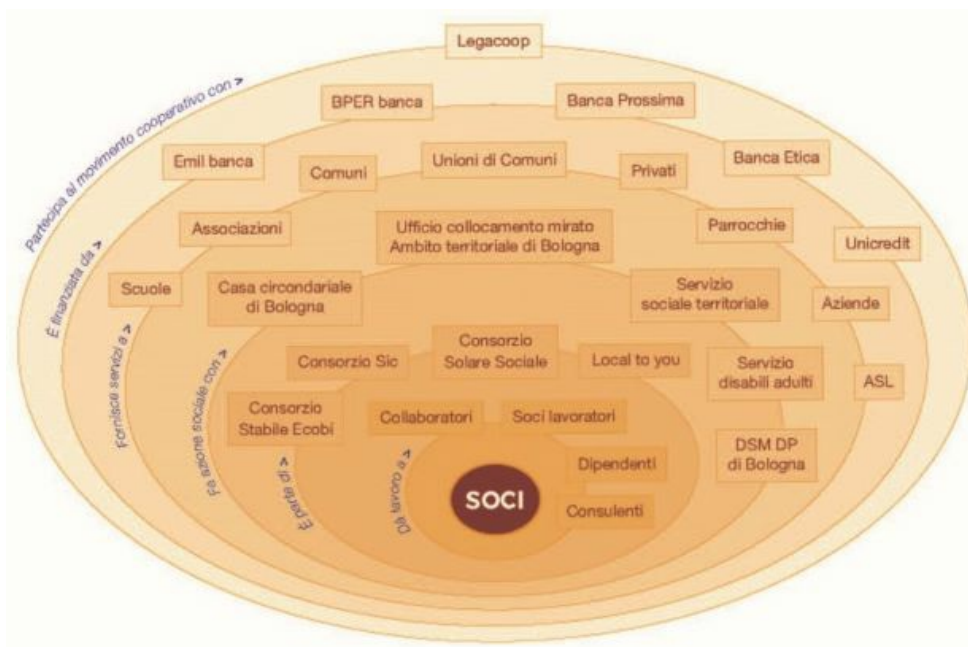 Legacoop
Partecipa al movimento cooperativo con >
BPER banca
Banca Prossima
Emil banca
Banca Etica
Unicredit
È finanziata da >
Comuni
Unioni di Comuni
Privati
Associazioni
Parrocchie
Scuole
Aziende
ASL
Fornisce servizi a >
Ufficio collocamento mirato
Ambito territoriale di Bologna
Casa circondariale
di Bologna
Servizio
sociale territoriale
Servizio
disabili adulti
DSM DP
di Bologna
Fa azione sociale con >
Consorzio
Solare Sociale
Consorzio Sic
Local to you
Consorzio
Stabile Ecobi
È parte di >
Collaboratori
Soci lavoratori
Dipendenti
Consulenti
Dà lavoro a >
SOCI